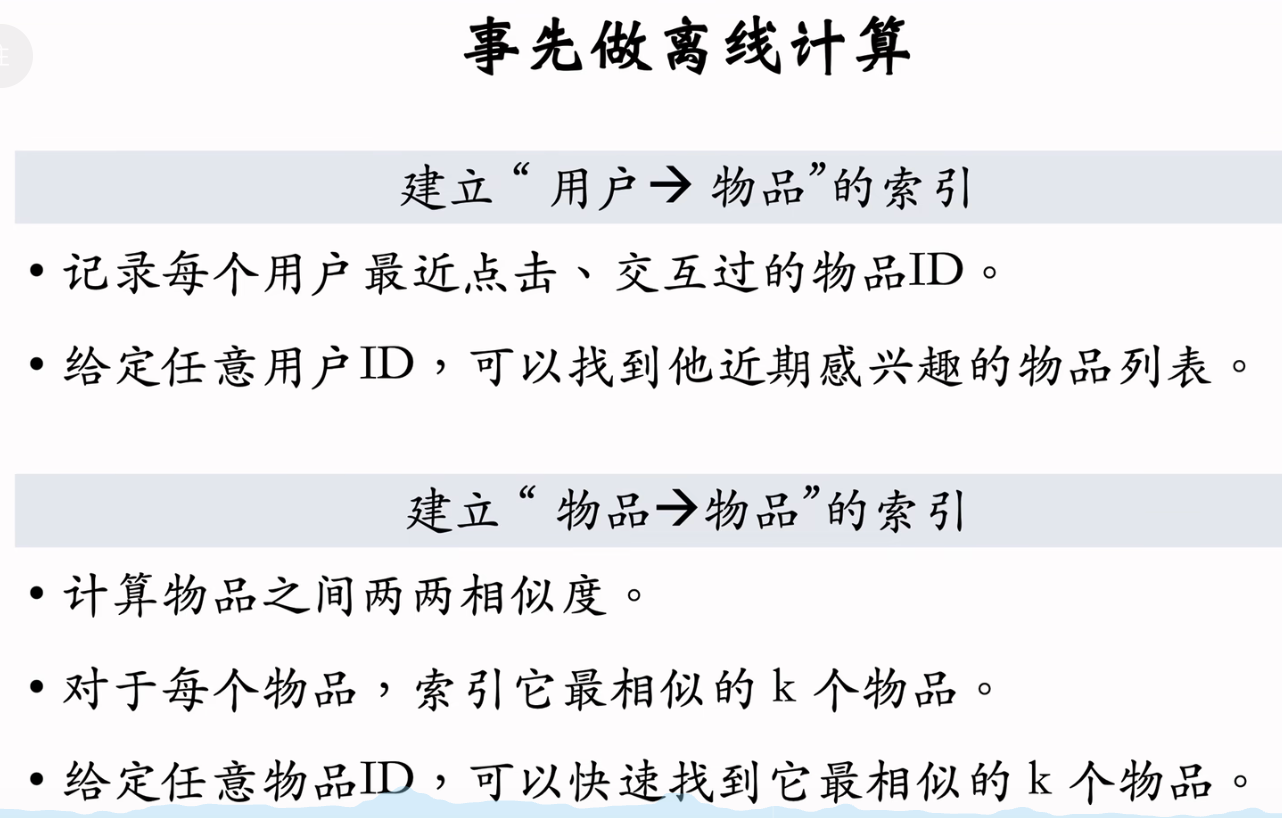 事先做离线计算
建立“用户→物品”的索引
• 记录每个用户最近点击、交互过的物品ID。
• 给定任意用户ID，可以找到他近期感兴趣的物品列表。
建立“物品→物品”的索引
• 计算物品之间两两相似度。
• 对于每个物品，索引它最相似的 k 个物品。
• 给定任意物品ID，可以快速找到它最相似的 k 个物品。